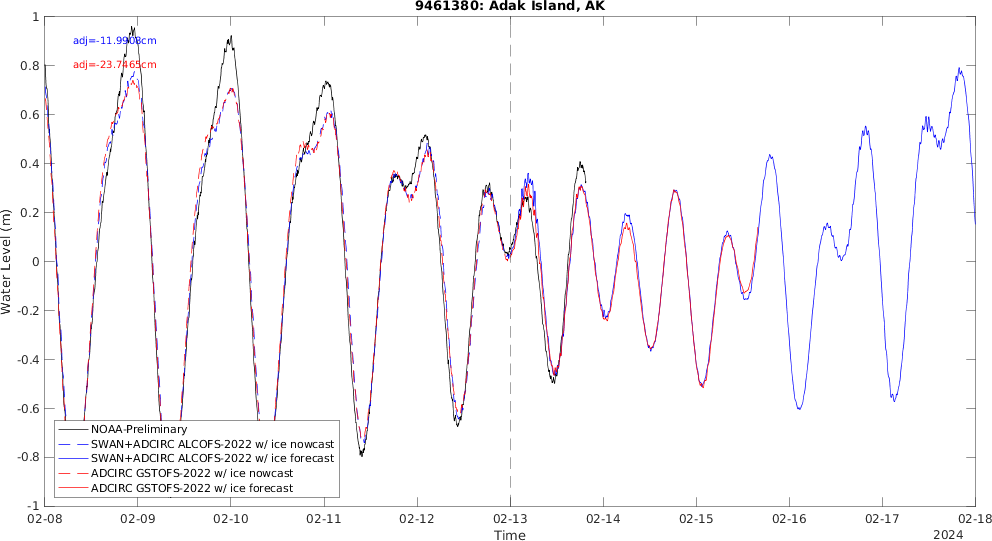 9461380: Adak Island, AK
adj=-11.9908cm
adj=-23.7465cm
Water Level (m)
1
0.8
0.6
0.4
0.2
0
-0.2
-0.4
-0.6
-0.8
-1
NOAA-Preliminary
SWAN+ADCIRC ALCOFS-2022 w/ ice nowcast
SWAN+ADCIRC ALCOFS-2022 w/ ice forecast
ADCIRC GSTOFS-2022 w/ ice nowcast
ADCIRC GSTOFS-2022 w/ ice forecast
02-08 02-09 02-10 02-11 02-12 02-13 02-14 02-15 02-16 02-17 02-18
Time
2024